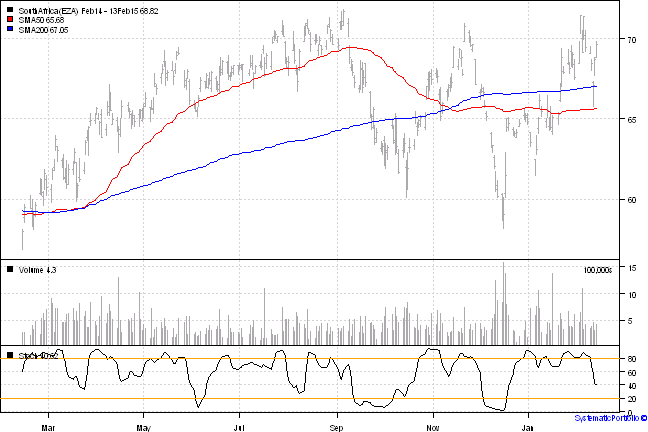 SouthAfrica(EZA) Feb14 - 13Feb15 68.82
SMA50 65.68
SMA200 67.05
70
65
60
Volume 4.3
100,000s
15
10
5
80
60
40
20
Mar May Jul Sep Nov Jan
SystematicPortfolio ©